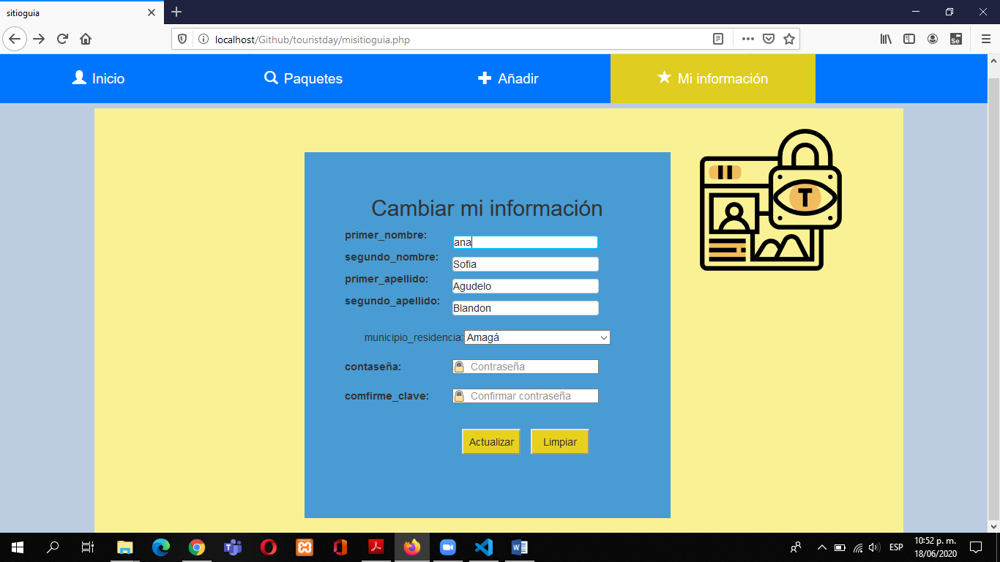 sitioguia
localhost/Github/touristday/misitioguia.php
Inicio Paquetes Añadir Mi información
T
Cambiar mi información
primer_nombre: ana
segundo_nombre: Sofia
primer_apellido: Agudelo
segundo_apellido: Blandon
municipio_residencia: Amagá
contaseña: Contraseña
comfirme_clave: Confirmar contraseña
Actualizar Limpiar
Se
ESP
10:52 p. m.
18/06/2020